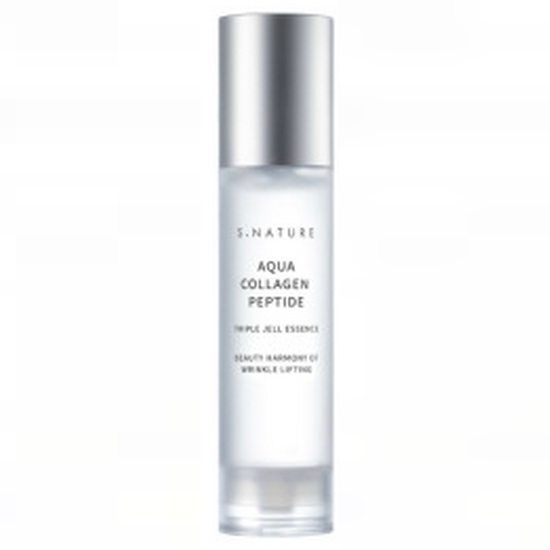 S.NATURE
AQUA
COLLAGEN
PEPTIDE
TRIPLE JELL ESSENCE
BEAUTY HARMONY OF
WRINKLE LIFTING